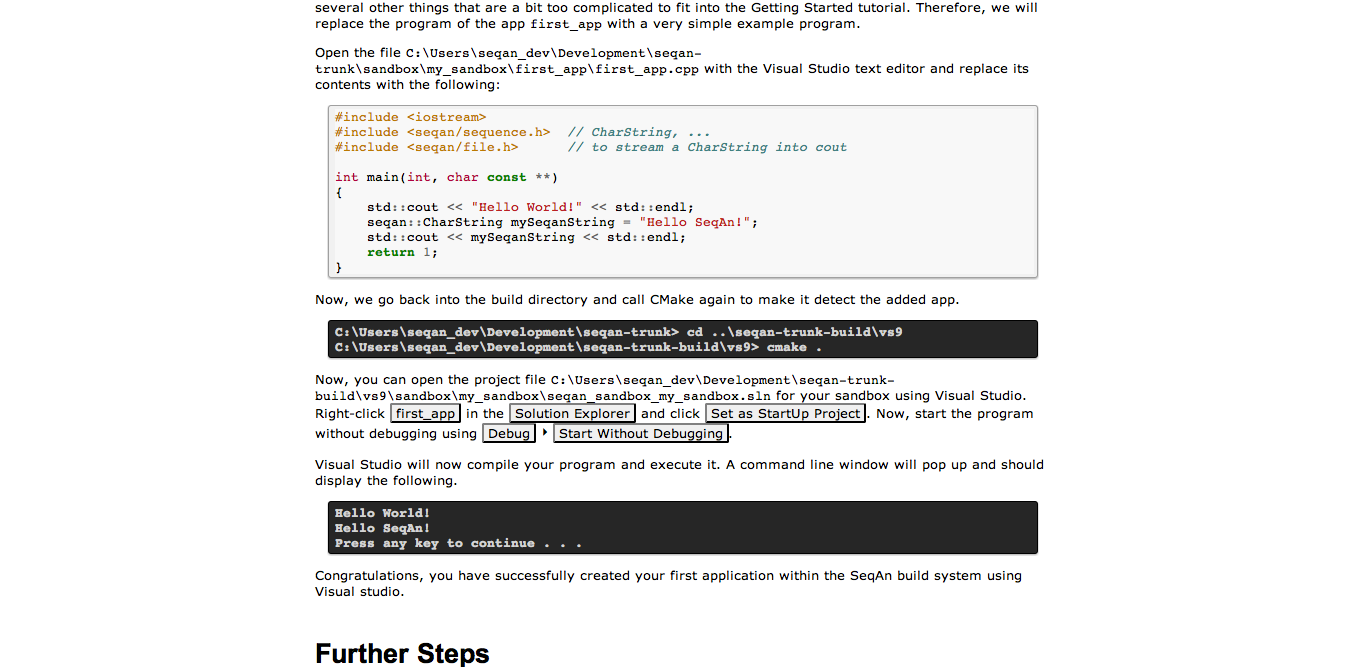 several other things that are a bit too complicated to fit into the Getting Started tutorial. Therefore, we will
replace the program of the app first_app with a very simple example program.
Open the file C:\Users\seqan_dev\Development\seqan-
trunk\sandbox\my_sandbox\first_app\first_app.cpp with the Visual Studio text editor and replace its
contents with the following:
#include <iostream>
#include <seqan/sequence.h>  // CharString, ...
#include <seqan/file.h>      // to stream a CharString into cout
int main(int, char const **)
{
    std::cout << "Hello World!" << std::endl;
    seqan::CharString mySeqanString = "Hello SeqAn!";
    std::cout << mySeqanString << std::endl;
    return 1;
}
Now, we go back into the build directory and call CMake again to make it detect the added app.
C:\Users\seqan_dev\Development\seqan-trunk> cd ..\seqan-trunk-build\vs9
C:\Users\seqan_dev\Development\seqan-trunk-build\vs9> cmake .
Now, you can open the project file C:\Users\seqan_dev\Development\seqan-trunk-
build\vs9\sandbox\my_sandbox\seqan_sandbox_my_sandbox.sln for your sandbox using Visual Studio.
Right-click first_app in the Solution Explorer and click Set as StartUp Project. Now, start the program
without debugging using Debug ‣ Start Without Debugging.
Visual Studio will now compile your program and execute it. A command line window will pop up and should
display the following.
Hello World!
Hello SeqAn!
Press any key to continue . . .
Congratulations, you have successfully created your first application within the SeqAn build system using
Visual studio.
Further Steps